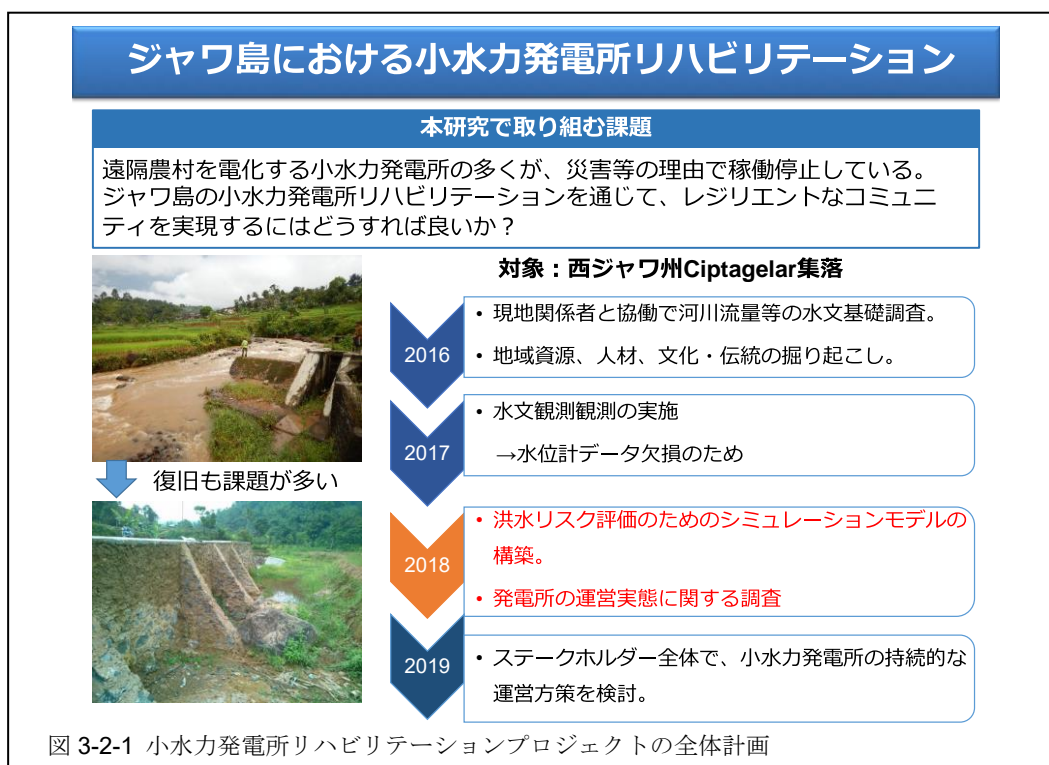 ジャワ島における小水力発電所リハビリテーション
本研究で取り組む課題
遠隔農村を電化する小水力発電所の多くが、災害等の理由で稼働停止している。
ジャワ島の小水力発電所リハビリテーションを通じて、レジリエントなコミュニ
ティを実現するにはどうすれば良いか？
対象：西ジャワ州Ciptagelar集落
復旧も課題が多い
2016
• 現地関係者と協働で河川流量等の水文基礎調査。
• 地域資源、人材、文化・伝統の掘り起こし。
2017
• 水文観測観測の実施
→水位計データ欠損のため
2018
• 洪水リスク評価のためのシミュレーションモデルの
構築。
• 発電所の運営実態に関する調査
2019
• ステークホルダー全体で、小水力発電所の持続的な
運営方策を検討。
図 3-2-1 小水力発電所リハビリテーションプロジェクトの全体計画